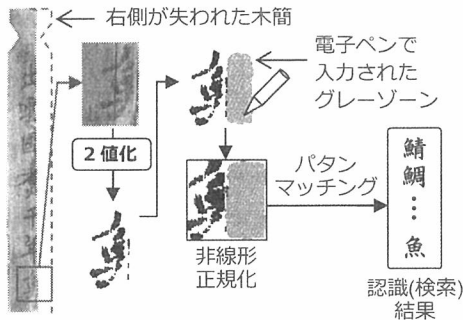 右側が失われた木簡
電子ペンで
入力された
グレーゾーン
2値化
パタン
マッチング
非線形
正規化
鯖
鯛
⋮
魚
認識(検索)
結果